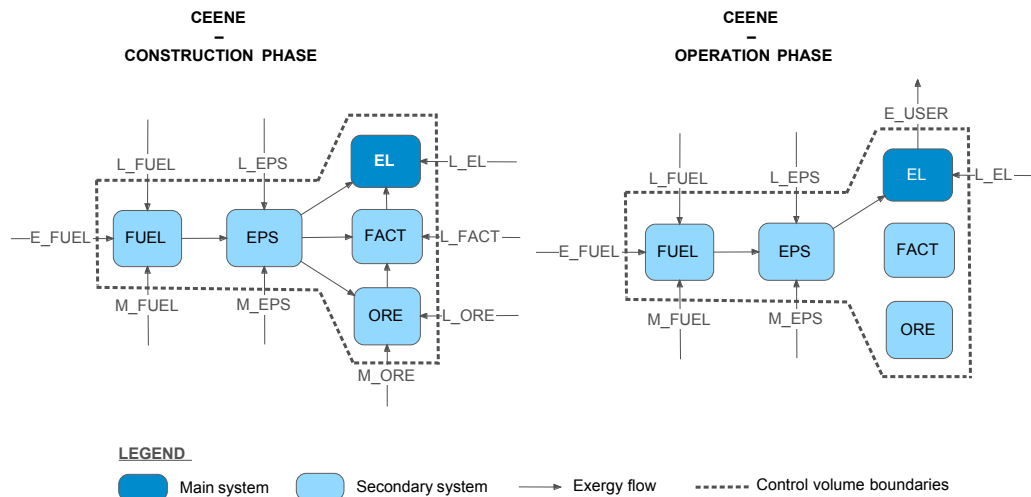 CEENE
–
CONSTRUCTION PHASE
L_FUEL
L_EPS
EL
L_EL
E_FUEL
FUEL
EPS
FACT
L_FACT
M_FUEL
M_EPS
ORE
L_ORE
M_ORE
CEENE
–
OPERATION PHASE
E_USER
L_FUEL
L_EPS
EL
L_EL
E_FUEL
FUEL
EPS
FACT
M_FUEL
M_EPS
ORE
LEGEND
Main system
Secondary system
Exergy flow
Control volume boundaries